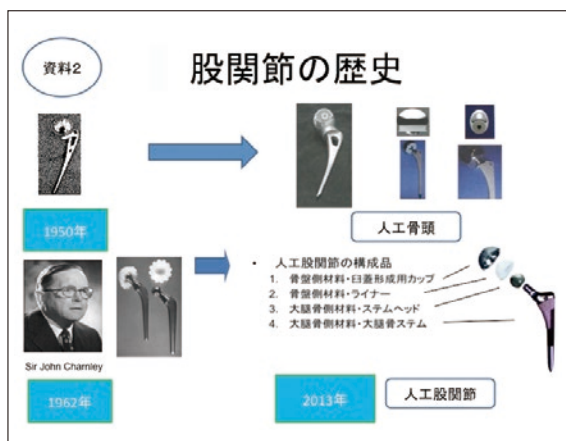 資料2
股関節の歴史
1950年
人工骨頭
• 人工股関節の構成品
1. 骨盤側材料・臼蓋形成用カップ
2. 骨盤側材料・ライナー
3. 大腿骨側材料・ステムヘッド
4. 大腿骨側材料・大腿骨ステム
Sir John Charnley
1962年
2013年
人工股関節